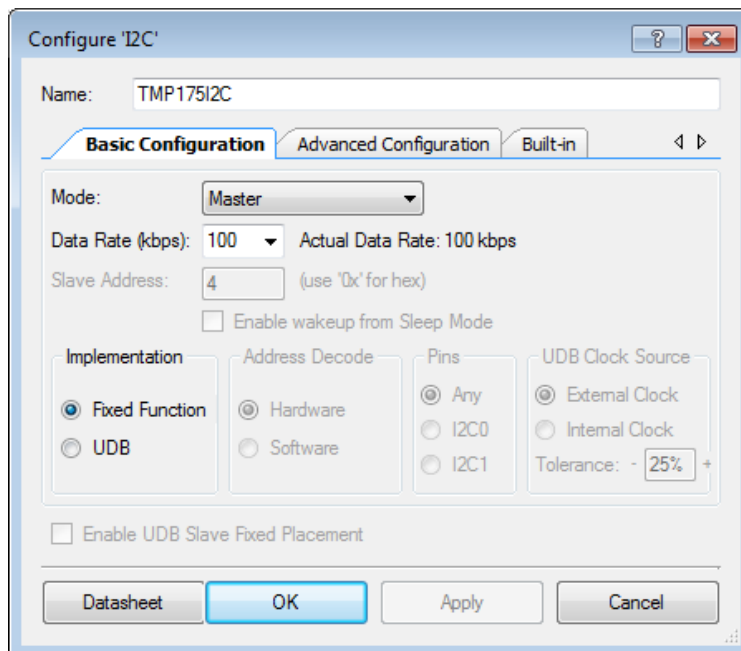 Configure 'I2C'
?
Name: TMP175I2C
Basic Configuration Advanced Configuration Built-in
Mode: Master
Data Rate (kbps): 100 Actual Data Rate: 100 kbps
Slave Address: 4 (use '0x' for hex)
Enable wakeup from Sleep Mode
Implementation Address Decode Pins UDB Clock Source
Fixed Function Hardware Any External Clock
UDB Software I2C0 Internal Clock
I2C1 Tolerance: - 25% +
Enable UDB Slave Fixed Placement
Datasheet OK Apply Cancel